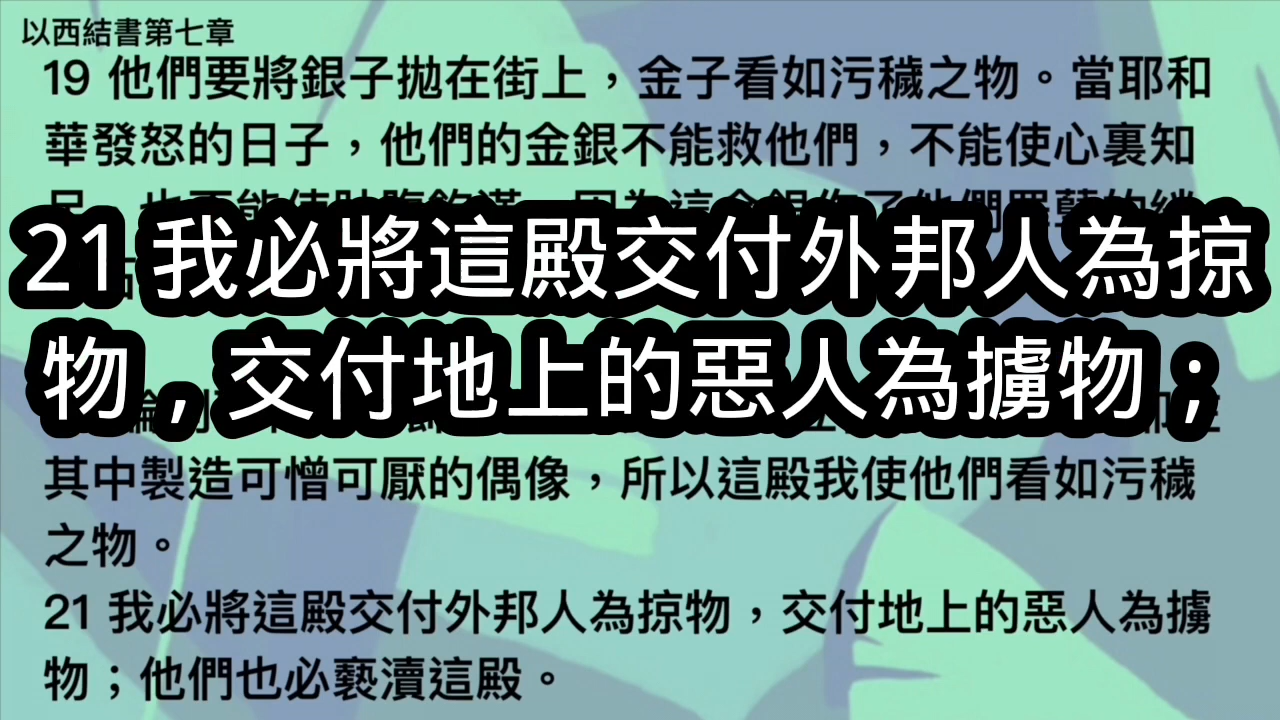 以西結書第七章
19 他們要將銀子拋在街上，金子看如污穢之物。當耶和
華發怒的日子，他們的金銀不能救他們，不能使心裏知
21 我必將這殿交付外邦人為掠
物，交付地上的惡人為擄物；
其中製造可憎可厭的偶像，所以這殿我使他們看如污穢
之物。
21 我必將這殿交付外邦人為掠物，交付地上的惡人為擄
物；他們也必褻瀆這殿。